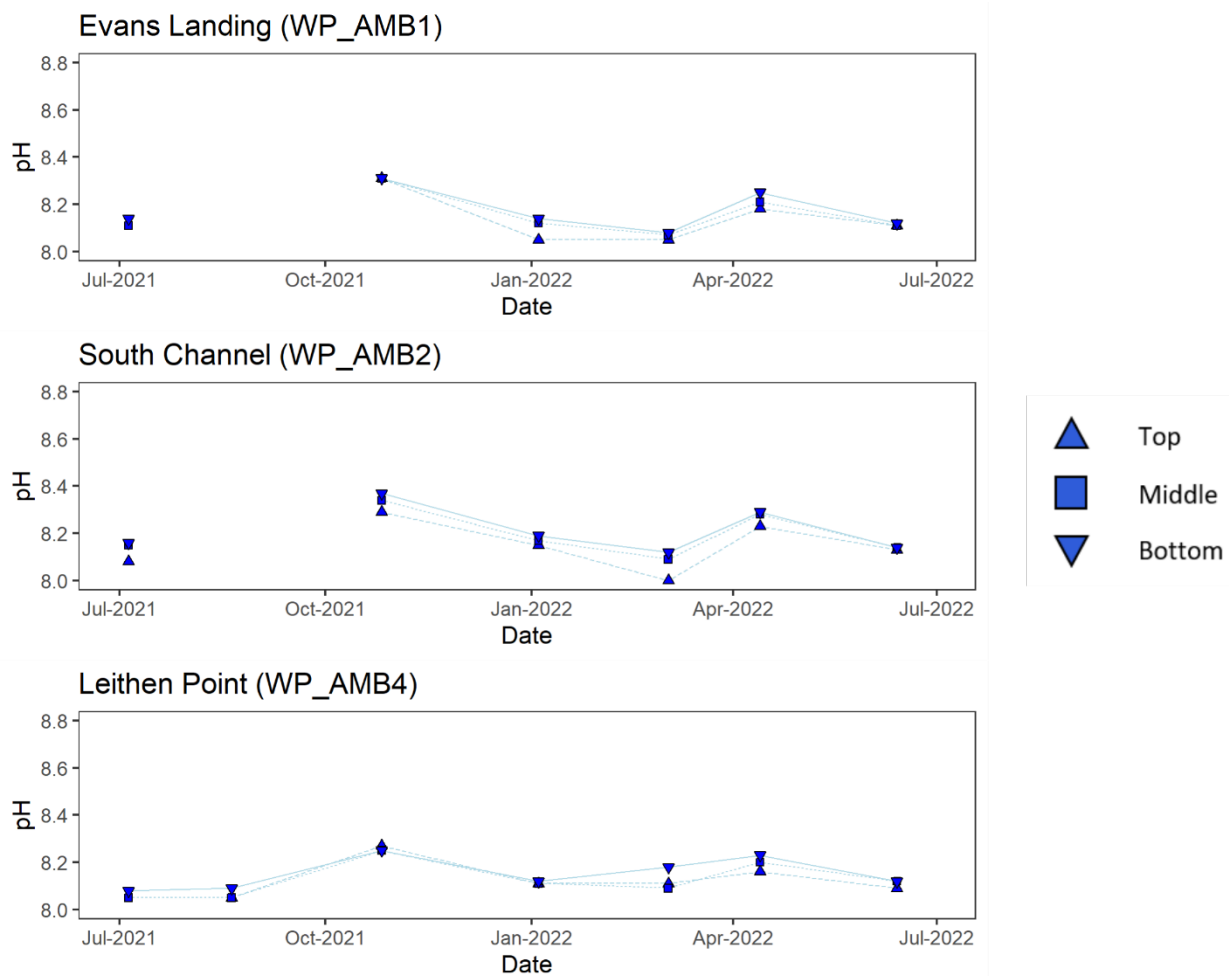 Evans Landing (WP_AMB1)
8.8
8.6
8.4
8.2
8.0
pH
Jul-2021 Oct-2021 Jan-2022 Apr-2022 Jul-2022
Date
South Channel (WP_AMB2)
8.8
8.6
8.4
8.2
8.0
pH
Jul-2021 Oct-2021 Jan-2022 Apr-2022 Jul-2022
Date
Leithen Point (WP_AMB4)
8.8
8.6
8.4
8.2
8.0
pH
Jul-2021 Oct-2021 Jan-2022 Apr-2022 Jul-2022
Date
Top
Middle
Bottom